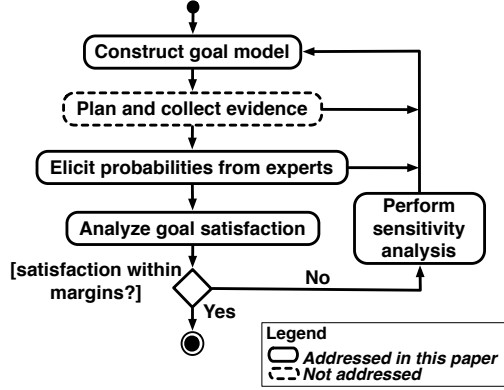 Construct goal model
Plan and collect evidence
Elicit probabilities from experts
Analyze goal satisfaction
Perform
sensitivity
analysis
[satisfaction within
margins?]
No
Yes
Legend
Addressed in this paper
Not addressed